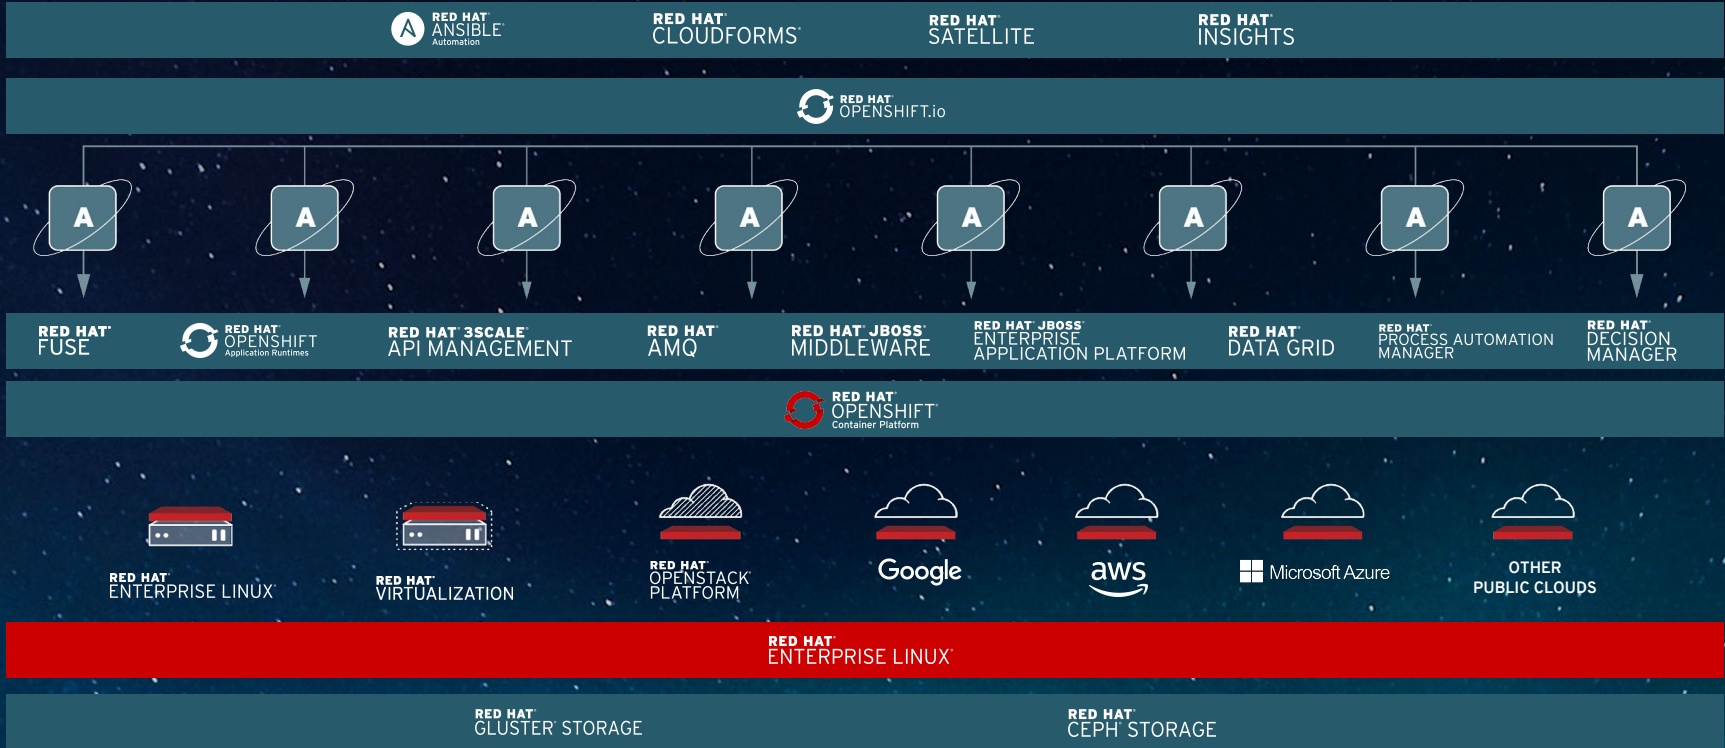 RED HAT®
ANSIBLE®
Automation
RED HAT®
CLOUDFORMS®
RED HAT®
SATELLITE
RED HAT®
INSIGHTS
RED HAT®
OPENSHIFT.io
A
A
A
A
A
A
A
A
RED HAT®
FUSE
RED HAT®
OPENSHIFT
Application Runtimes
RED HAT® 3SCALE®
API MANAGEMENT
RED HAT®
AMQ
RED HAT® JBOSS®
MIDDLEWARE
RED HAT® JBOSS®
ENTERPRISE
APPLICATION PLATFORM
RED HAT®
DATA GRID
RED HAT®
PROCESS AUTOMATION
MANAGER
RED HAT®
DECISION
MANAGER
RED HAT®
OPENSHIFT®
Container Platform
RED HAT®
ENTERPRISE LINUX®
RED HAT®
VIRTUALIZATION
RED HAT®
OPENSTACK®
PLATFORM
Google
aws
Microsoft Azure
OTHER
PUBLIC CLOUDS
RED HAT®
ENTERPRISE LINUX®
RED HAT®
GLUSTER® STORAGE
RED HAT®
CEPH® STORAGE